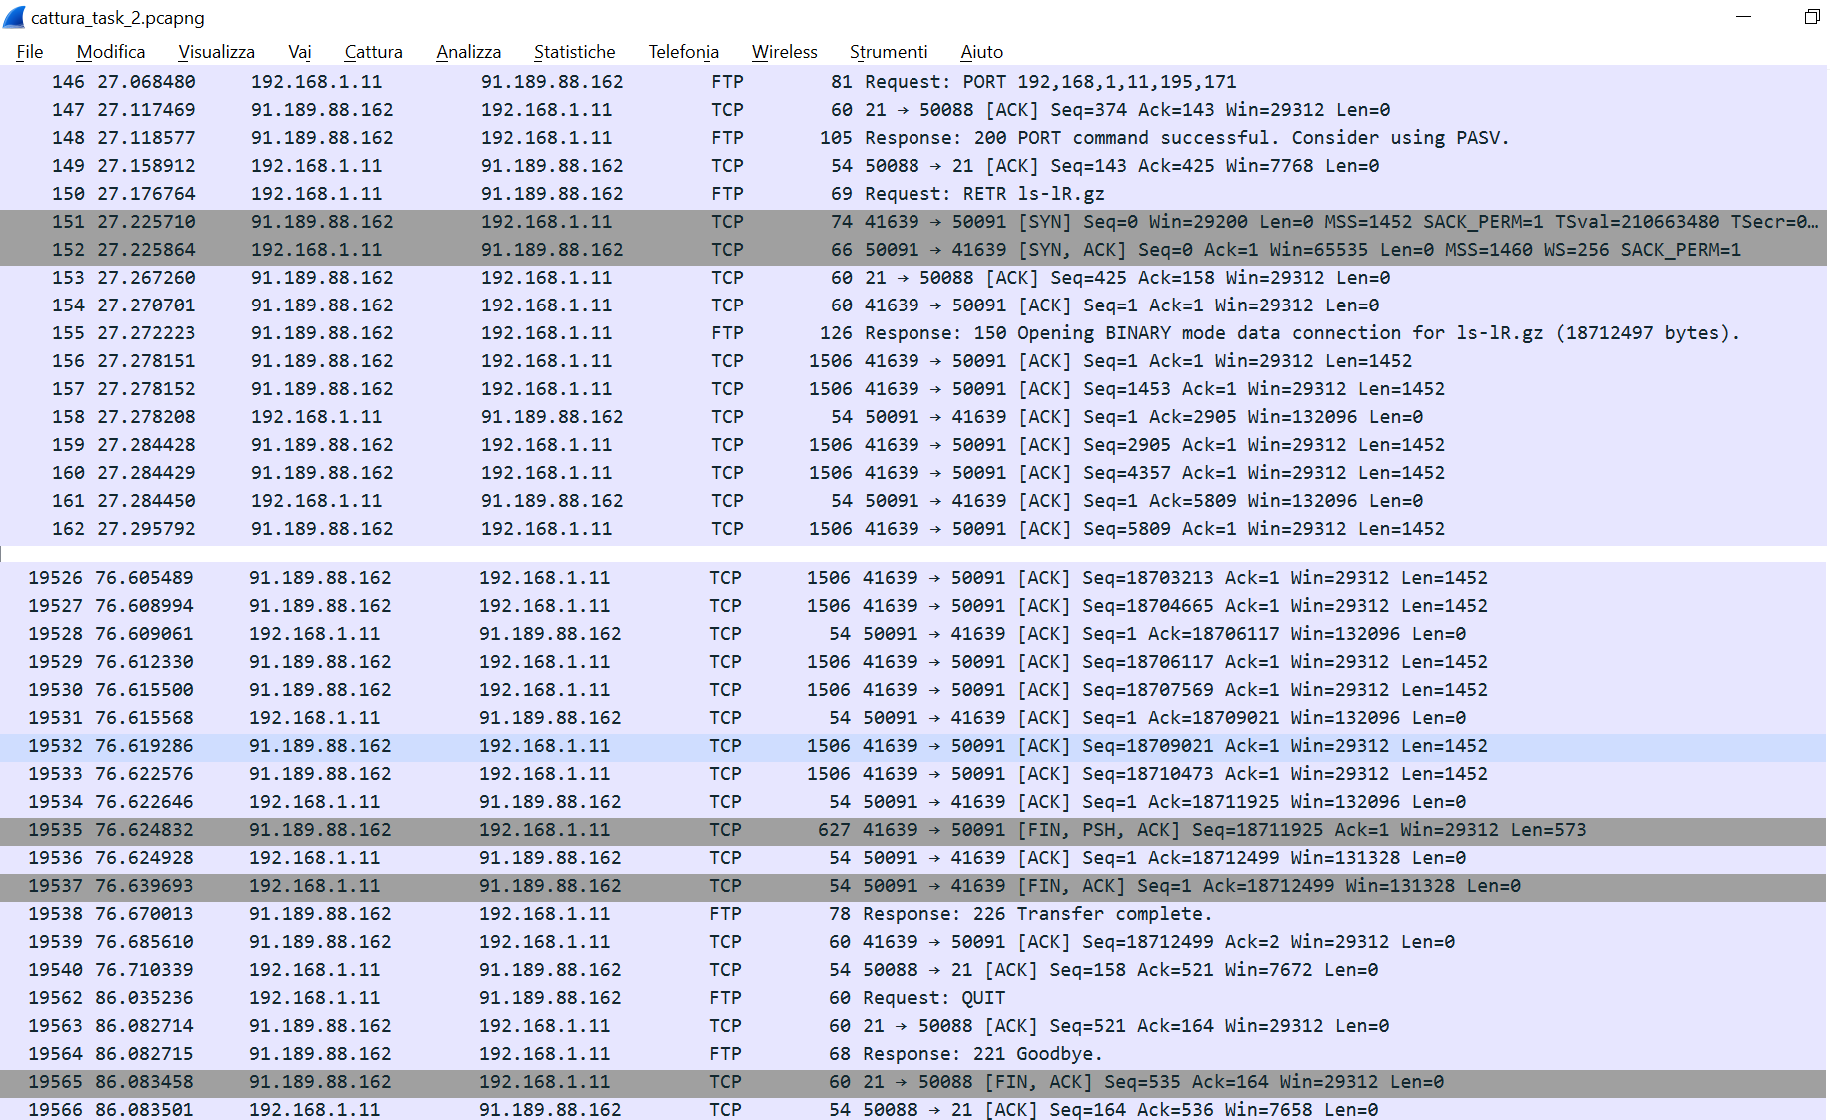 cattura_task_2.pcapng
File Modifica Visualizza Vai Cattura Analizza Statistiche Telefonia Wireless Strumenti Aiuto
146 27.068480 192.168.1.11 91.189.88.162 FTP 81 Request: PORT 192,168,1,11,195,171
147 27.117469 91.189.88.162 192.168.1.11 TCP 60 21 → 50088 [ACK] Seq=374 Ack=143 Win=29312 Len=0
148 27.118577 91.189.88.162 192.168.1.11 FTP 105 Response: 200 PORT command successful. Consider using PASV.
149 27.158912 192.168.1.11 91.189.88.162 TCP 54 50088 → 21 [ACK] Seq=143 Ack=425 Win=7768 Len=0
150 27.176764 192.168.1.11 91.189.88.162 FTP 69 Request: RETR ls-lR.gz
151 27.225710 91.189.88.162 192.168.1.11 TCP 74 41639 → 50091 [SYN] Seq=0 Win=29200 Len=0 MSS=1452 SACK_PERM=1 TSval=210663480 TSecr=0…
152 27.225864 192.168.1.11 91.189.88.162 TCP 66 50091 → 41639 [SYN, ACK] Seq=0 Ack=1 Win=65535 Len=0 MSS=1460 WS=256 SACK_PERM=1
153 27.267260 91.189.88.162 192.168.1.11 TCP 60 21 → 50088 [ACK] Seq=425 Ack=158 Win=29312 Len=0
154 27.270701 91.189.88.162 192.168.1.11 TCP 60 41639 → 50091 [ACK] Seq=1 Ack=1 Win=29312 Len=0
155 27.272223 91.189.88.162 192.168.1.11 FTP 126 Response: 150 Opening BINARY mode data connection for ls-lR.gz (18712497 bytes).
156 27.278151 91.189.88.162 192.168.1.11 TCP 1506 41639 → 50091 [ACK] Seq=1 Ack=1 Win=29312 Len=1452
157 27.278152 91.189.88.162 192.168.1.11 TCP 1506 41639 → 50091 [ACK] Seq=1453 Ack=1 Win=29312 Len=1452
158 27.278208 192.168.1.11 91.189.88.162 TCP 54 50091 → 41639 [ACK] Seq=1 Ack=2905 Win=132096 Len=0
159 27.284428 91.189.88.162 192.168.1.11 TCP 1506 41639 → 50091 [ACK] Seq=2905 Ack=1 Win=29312 Len=1452
160 27.284429 91.189.88.162 192.168.1.11 TCP 1506 41639 → 50091 [ACK] Seq=4357 Ack=1 Win=29312 Len=1452
161 27.284450 192.168.1.11 91.189.88.162 TCP 54 50091 → 41639 [ACK] Seq=1 Ack=5809 Win=132096 Len=0
162 27.295792 91.189.88.162 192.168.1.11 TCP 1506 41639 → 50091 [ACK] Seq=5809 Ack=1 Win=29312 Len=1452
19526 76.605489 91.189.88.162 192.168.1.11 TCP 1506 41639 → 50091 [ACK] Seq=18703213 Ack=1 Win=29312 Len=1452
19527 76.608994 91.189.88.162 192.168.1.11 TCP 1506 41639 → 50091 [ACK] Seq=18704665 Ack=1 Win=29312 Len=1452
19528 76.609061 192.168.1.11 91.189.88.162 TCP 54 50091 → 41639 [ACK] Seq=1 Ack=18706117 Win=132096 Len=0
19529 76.612330 91.189.88.162 192.168.1.11 TCP 1506 41639 → 50091 [ACK] Seq=18706117 Ack=1 Win=29312 Len=1452
19530 76.615500 91.189.88.162 192.168.1.11 TCP 1506 41639 → 50091 [ACK] Seq=18707569 Ack=1 Win=29312 Len=1452
19531 76.615568 192.168.1.11 91.189.88.162 TCP 54 50091 → 41639 [ACK] Seq=1 Ack=18709021 Win=132096 Len=0
19532 76.619286 91.189.88.162 192.168.1.11 TCP 1506 41639 → 50091 [ACK] Seq=18709021 Ack=1 Win=29312 Len=1452
19533 76.622576 91.189.88.162 192.168.1.11 TCP 1506 41639 → 50091 [ACK] Seq=18710473 Ack=1 Win=29312 Len=1452
19534 76.622646 192.168.1.11 91.189.88.162 TCP 54 50091 → 41639 [ACK] Seq=1 Ack=18711925 Win=132096 Len=0
19535 76.624832 91.189.88.162 192.168.1.11 TCP 627 41639 → 50091 [FIN, PSH, ACK] Seq=18711925 Ack=1 Win=29312 Len=573
19536 76.624928 192.168.1.11 91.189.88.162 TCP 54 50091 → 41639 [ACK] Seq=1 Ack=18712499 Win=131328 Len=0
19537 76.639693 192.168.1.11 91.189.88.162 TCP 54 50091 → 41639 [FIN, ACK] Seq=1 Ack=18712499 Win=131328 Len=0
19538 76.670013 91.189.88.162 192.168.1.11 FTP 78 Response: 226 Transfer complete.
19539 76.685610 91.189.88.162 192.168.1.11 TCP 60 41639 → 50091 [ACK] Seq=18712499 Ack=2 Win=29312 Len=0
19540 76.710339 192.168.1.11 91.189.88.162 TCP 54 50088 → 21 [ACK] Seq=158 Ack=521 Win=7672 Len=0
19562 86.035236 192.168.1.11 91.189.88.162 FTP 60 Request: QUIT
19563 86.082714 91.189.88.162 192.168.1.11 TCP 60 21 → 50088 [ACK] Seq=521 Ack=164 Win=29312 Len=0
19564 86.082715 91.189.88.162 192.168.1.11 FTP 68 Response: 221 Goodbye.
19565 86.083458 91.189.88.162 192.168.1.11 TCP 60 21 → 50088 [FIN, ACK] Seq=535 Ack=164 Win=29312 Len=0
19566 86.083501 192.168.1.11 91.189.88.162 TCP 54 50088 → 21 [ACK] Seq=164 Ack=536 Win=7658 Len=0